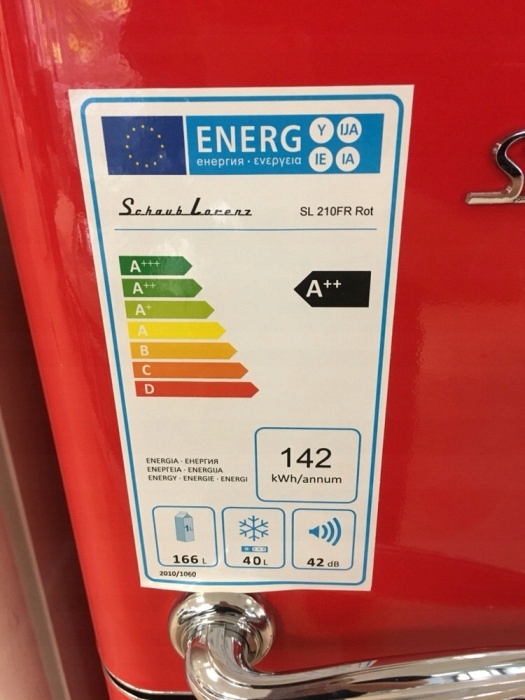 ENERG Y IJA
енергия · ενεργεια IE IA
Schaub Lorenz SL 210FR Rot
A+++
A++ A++
A+
A
B
C
D
ENERGIA · ЕНЕРГИЯ
ΕΝΕΡΓΕΙΑ · ENERGIJA
ENERGY · ENERGIE · ENERGI
142
kWh/annum
1L
166 L 40 L 42 dB
2010/1060